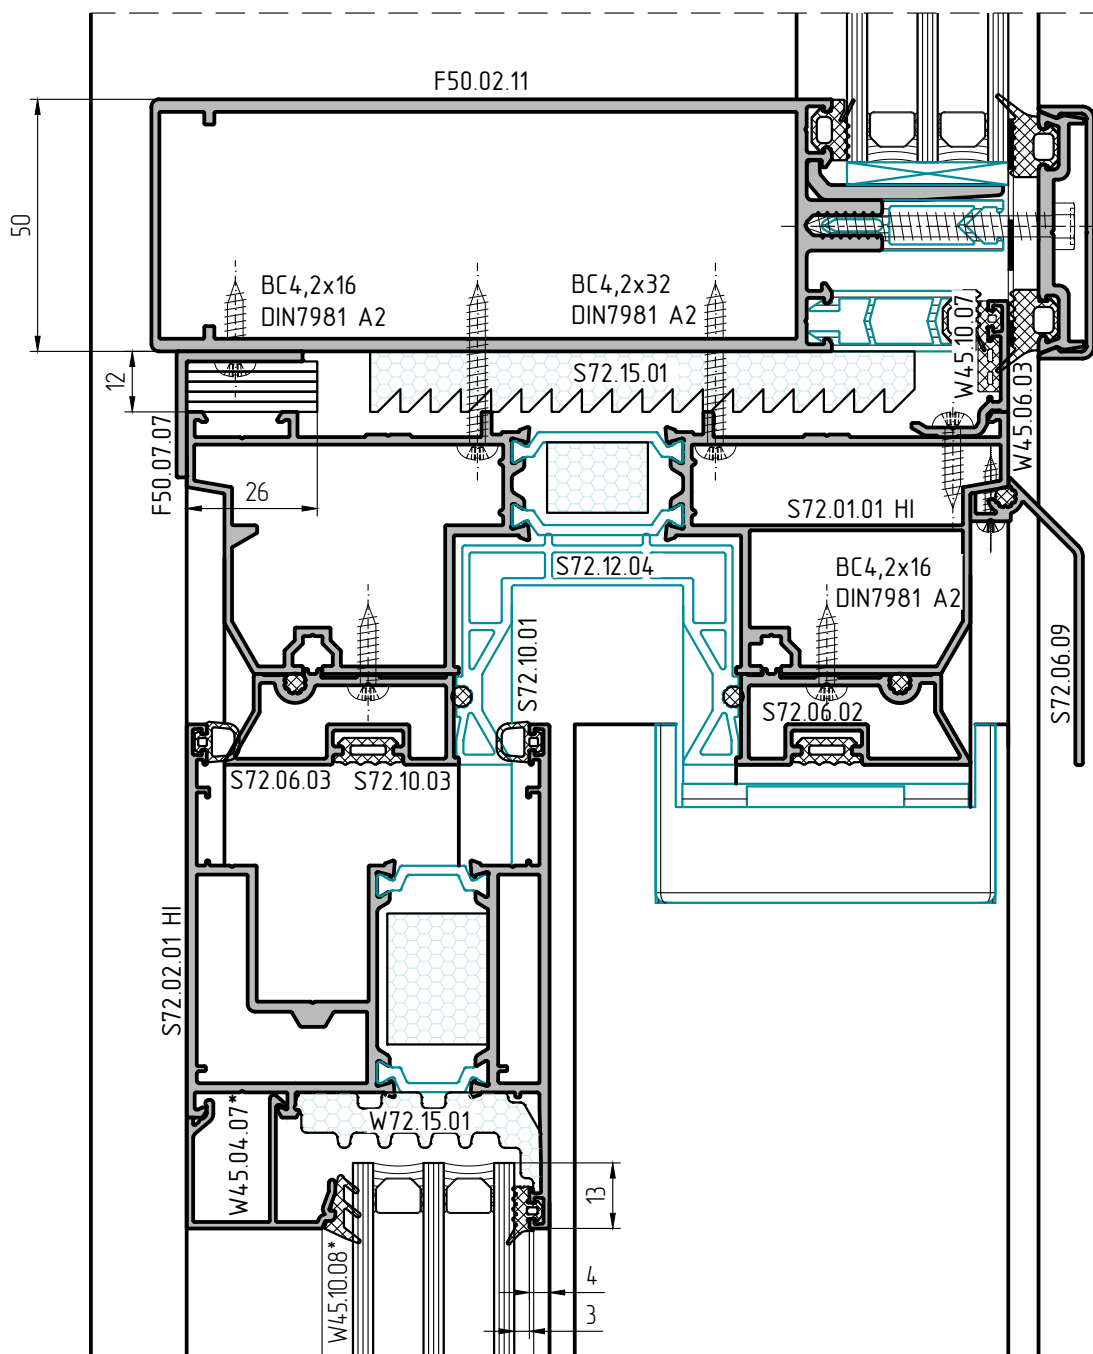 F50.02.11
50
BC4,2x16
DIN7981 A2
BC4,2x32
DIN7981 A2
W45.10.07
S72.15.01
12
W45.06.03
F50.07.07
26
S72.01.01 HI
S72.12.04
BC4,2x16
DIN7981 A2
S72.10.01
S72.06.09
S72.06.02
S72.06.03
S72.10.03
S72.02.01 HI
W72.15.01
W45.04.07*
13
W45.10.08*
4
3